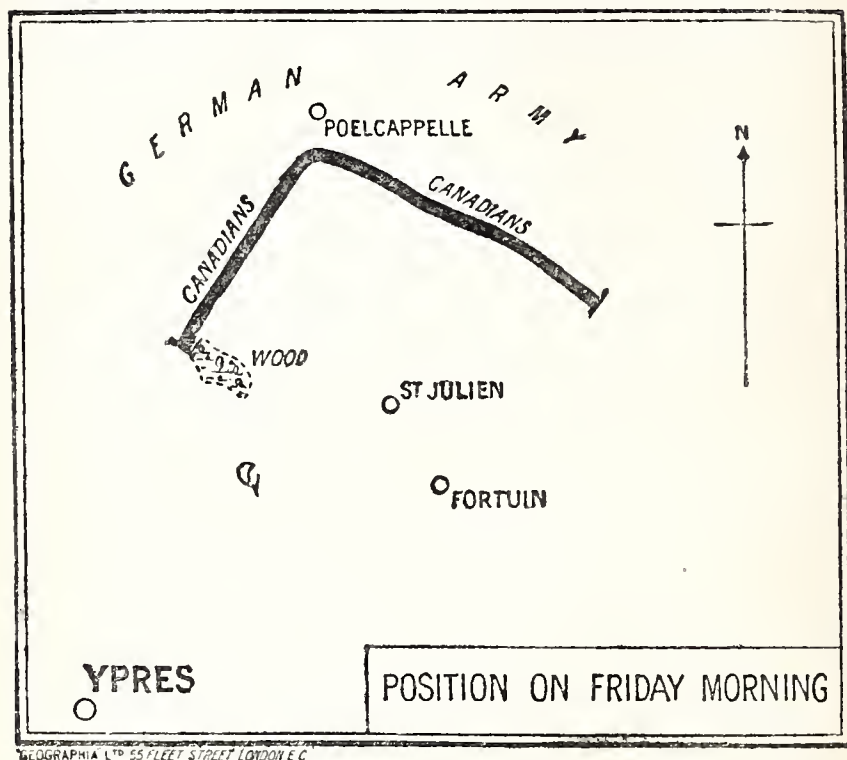 GERMAN ARMY
POELCAPPELLE
CANADIANS
CANADIANS
N
WOOD
ST JULIEN
FORTUIN
YPRES
POSITION ON FRIDAY MORNING
GEOGRAPHIA LTD 55 FLEET STREET LONDON E C